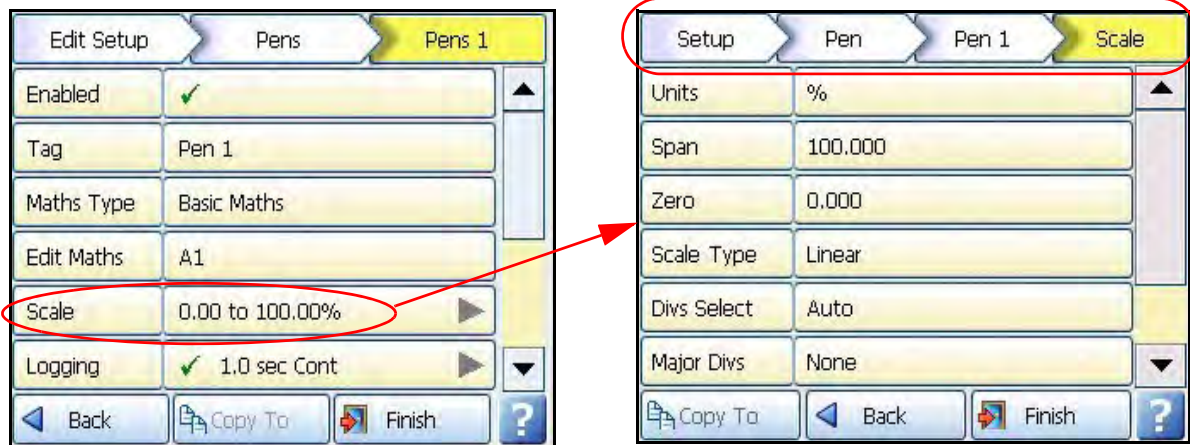 Edit Setup Pens Pens 1
Enabled ✓
Tag Pen 1
Maths Type Basic Maths
Edit Maths A1
Scale 0.00 to 100.00%
Logging ✓ 1.0 sec Cont
Back Copy To Finish ?
Setup Pen Pen 1 Scale
Units %
Span 100.000
Zero 0.000
Scale Type Linear
Divs Select Auto
Major Divs None
Copy To Back Finish ?